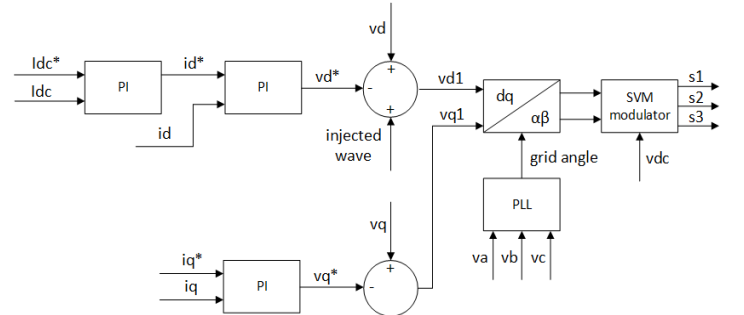 vd
Idc*
Idc
PI
id*
id
PI
vd*
+
-
+
injected
wave
vd1
vq1
dq
αβ
grid angle
SVM
modulator
s1
s2
s3
vdc
PLL
va
vb
vc
iq*
iq
PI
vq*
vq
+
-